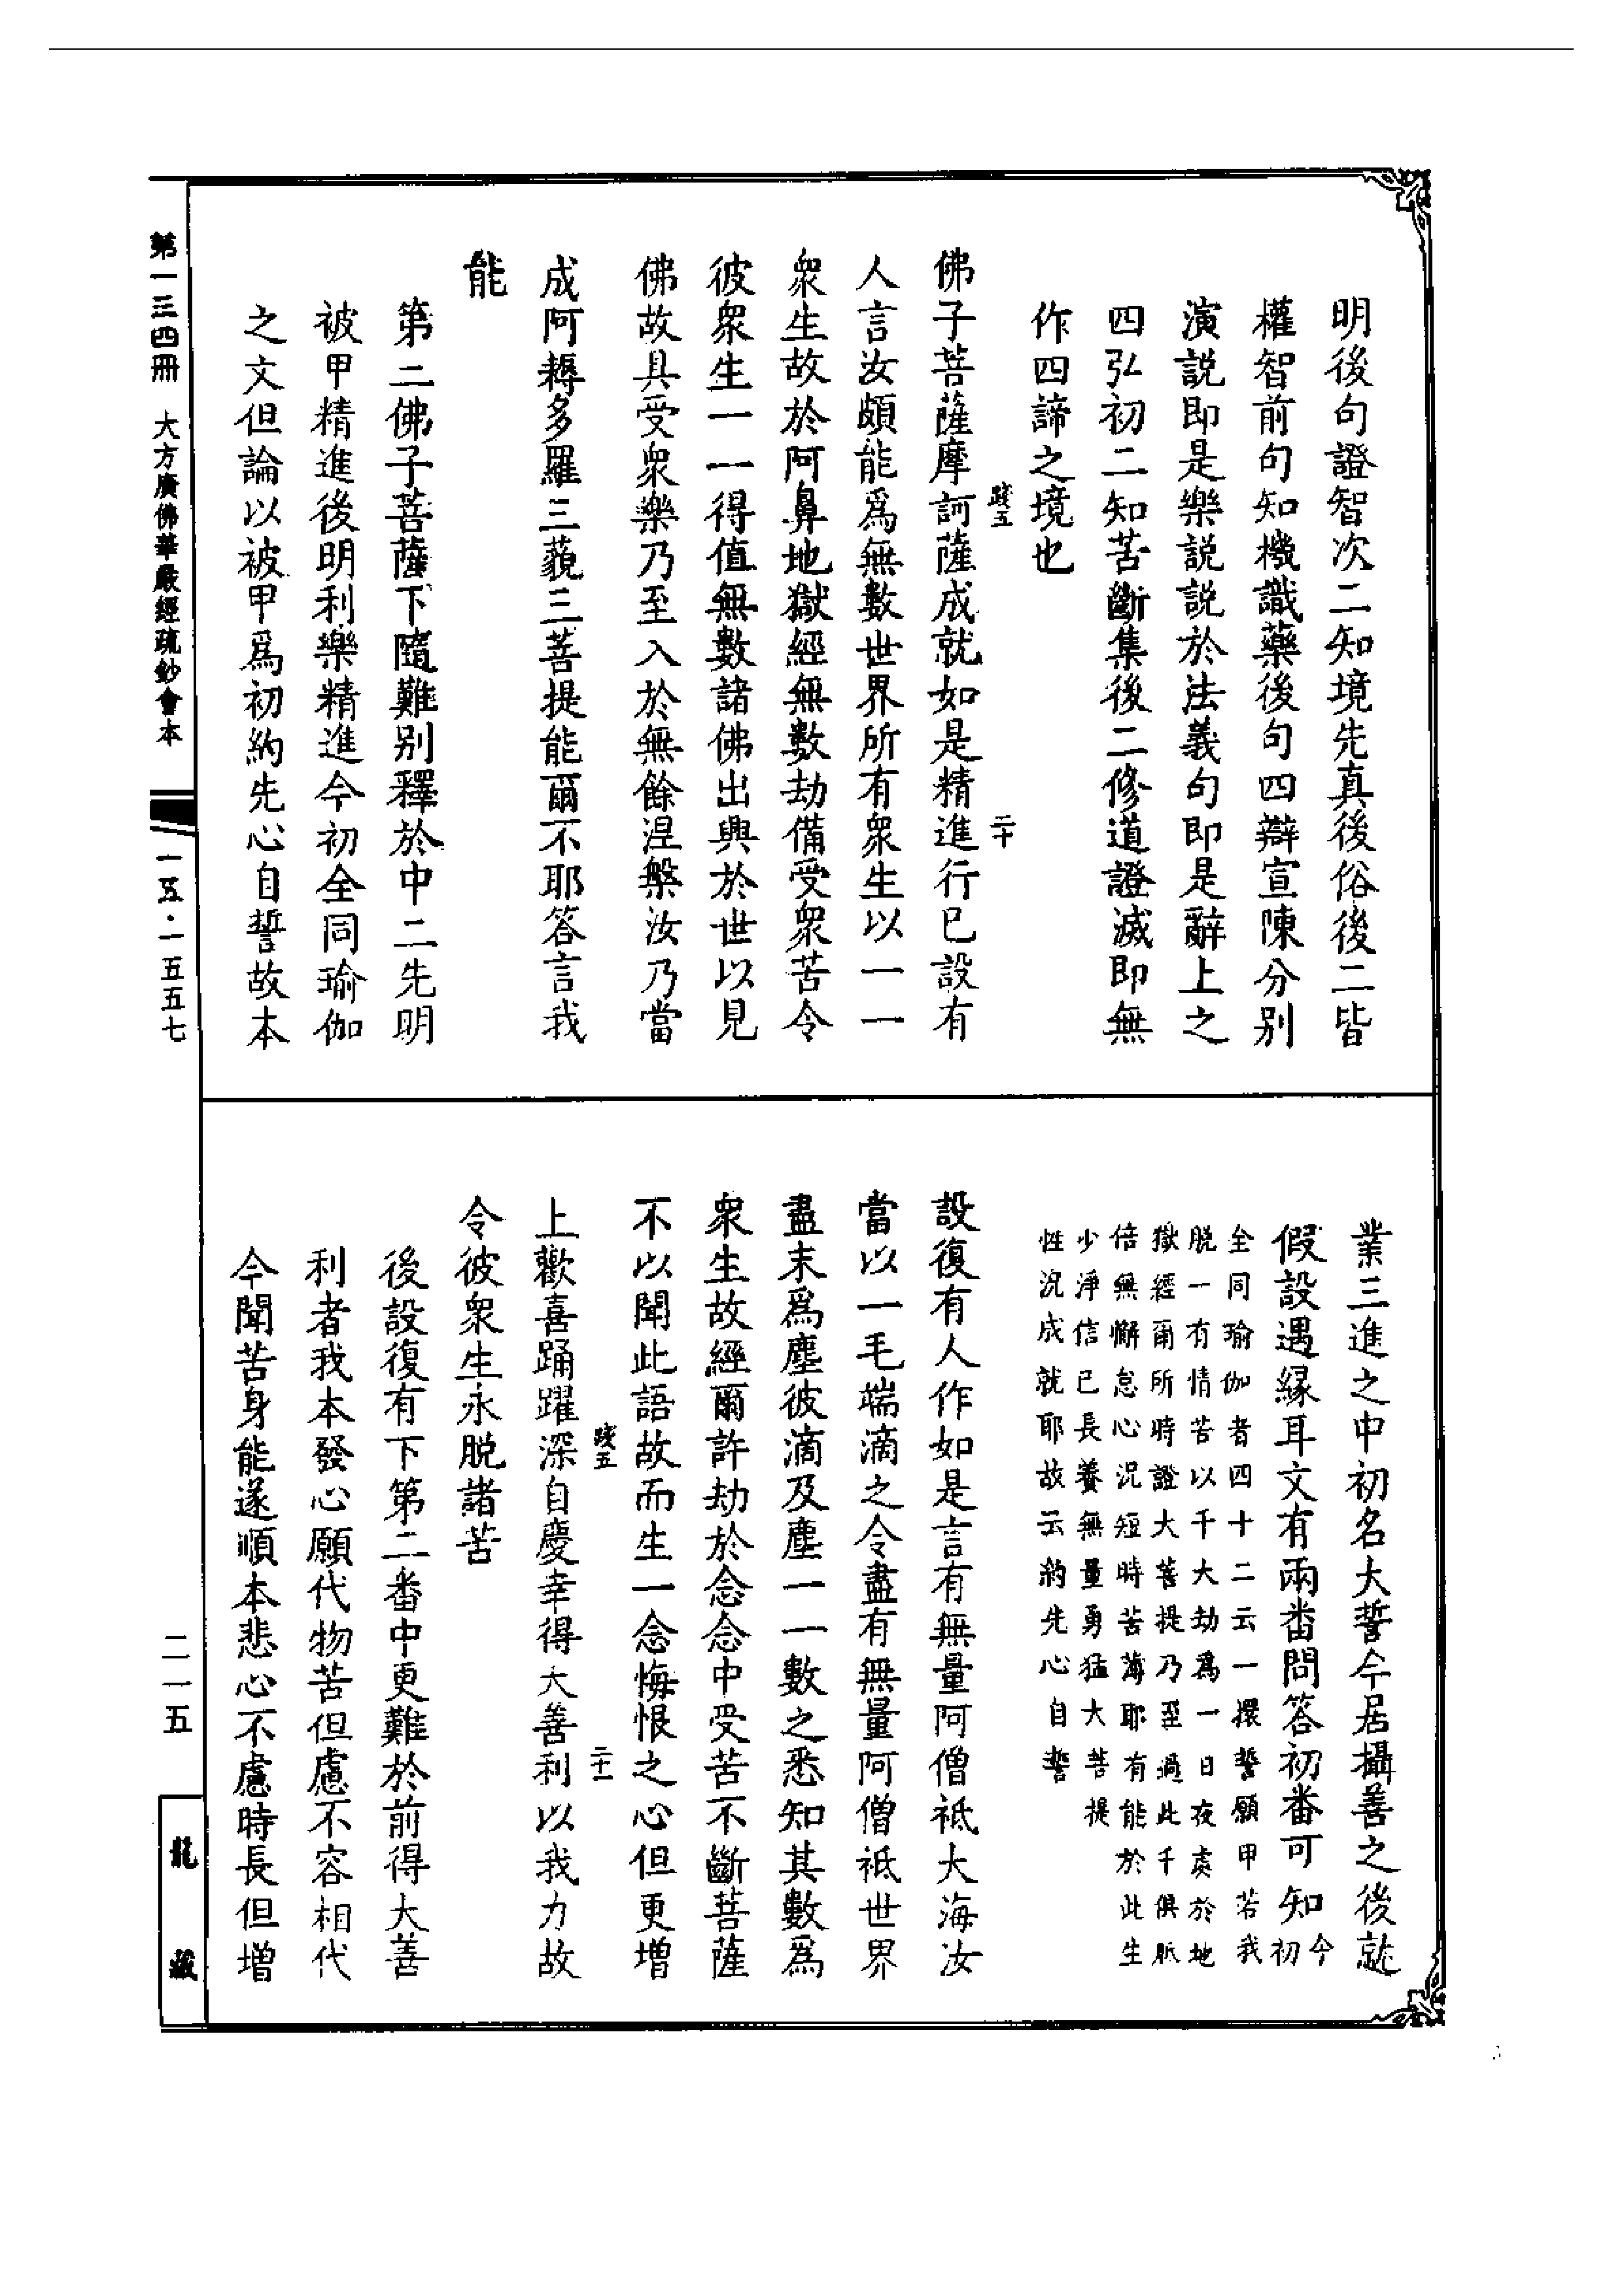 明後句證智次二知境先真後俗後二皆
權智前句知機識藥後句四辯宣陳分别
演説即是樂説説於法義句即是辭上之
四弘初二知苦斷集後二修道證滅即無
作四諦之境也
踐五
二十
佛子菩薩摩訶薩成就如是精進行已設有
人言汝頗能爲無數世界所有衆生以一一
衆生故於阿鼻地獄經無數劫備受衆苦令
彼衆生一一得值無數諸佛出興於世以見
佛故具受衆樂乃至入於無餘涅槃汝乃當
成阿耨多羅三藐三菩提能爾不耶答言我
能
第二佛子菩薩下隨難别釋於中二先明
被甲精進後明利樂精進今初全同瑜伽
之文但論以被甲爲初約先心自誓故本
業三進之中初名大誓今居攝善之後就
假設遇縁耳文有兩番問答初番可知
今初
全同瑜伽者四十二云一擐誓願甲若我
脱一有情苦以千大劫爲一日夜處於地
獄經爾所時證大菩提乃至過此千俱胝
倍無懈怠心況短時苦薄耶有能於此生
少淨信已長養無量勇猛大菩提
性況成就耶故云約先心自誓
設復有人作如是言有無量阿僧祗大海汝
當以一毛端滴之令盡有無量阿僧祗世界
盡末爲塵彼滴及塵一一數之悉知其數爲
衆生故經爾許劫於念念中受苦不斷菩薩
不以聞此語故而生一念悔恨之心但更增
踐五
二十一
上歡喜踊躍深自慶幸得大善利以我力故
令彼衆生永脱諸苦
後設復有下第二番中更難於前得大善
利者我本發心願代物苦但慮不容相代
今聞苦身能遂順本悲心不慮時長但增
第一三四冊　大方廣佛華嚴經疏鈔會本
一五·一五五七
二一五
龍藏